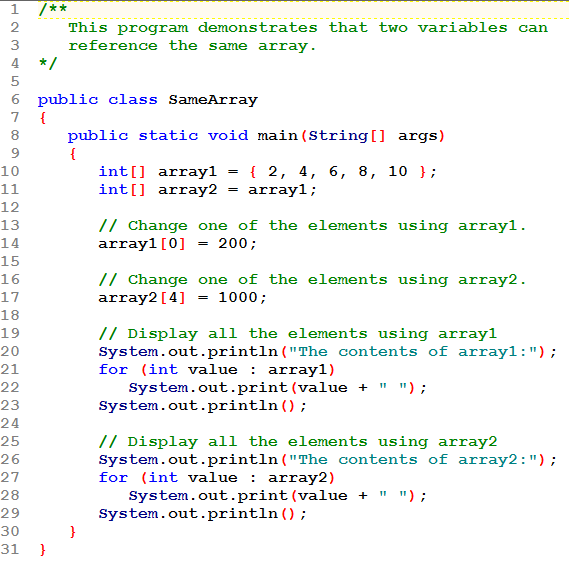 1 /**
2    This program demonstrates that two variables can
3    reference the same array.
4 */
5
6 public class SameArray
7 {
8    public static void main(String[] args)
9    {
10       int[] array1 = { 2, 4, 6, 8, 10 };
11       int[] array2 = array1;
12
13       // Change one of the elements using array1.
14       array1[0] = 200;
15
16       // Change one of the elements using array2.
17       array2[4] = 1000;
18
19       // Display all the elements using array1
20       System.out.println("The contents of array1:");
21       for (int value : array1)
22          System.out.print(value + " ");
23       System.out.println();
24
25       // Display all the elements using array2
26       System.out.println("The contents of array2:");
27       for (int value : array2)
28          System.out.print(value + " ");
29       System.out.println();
30    }
31 }